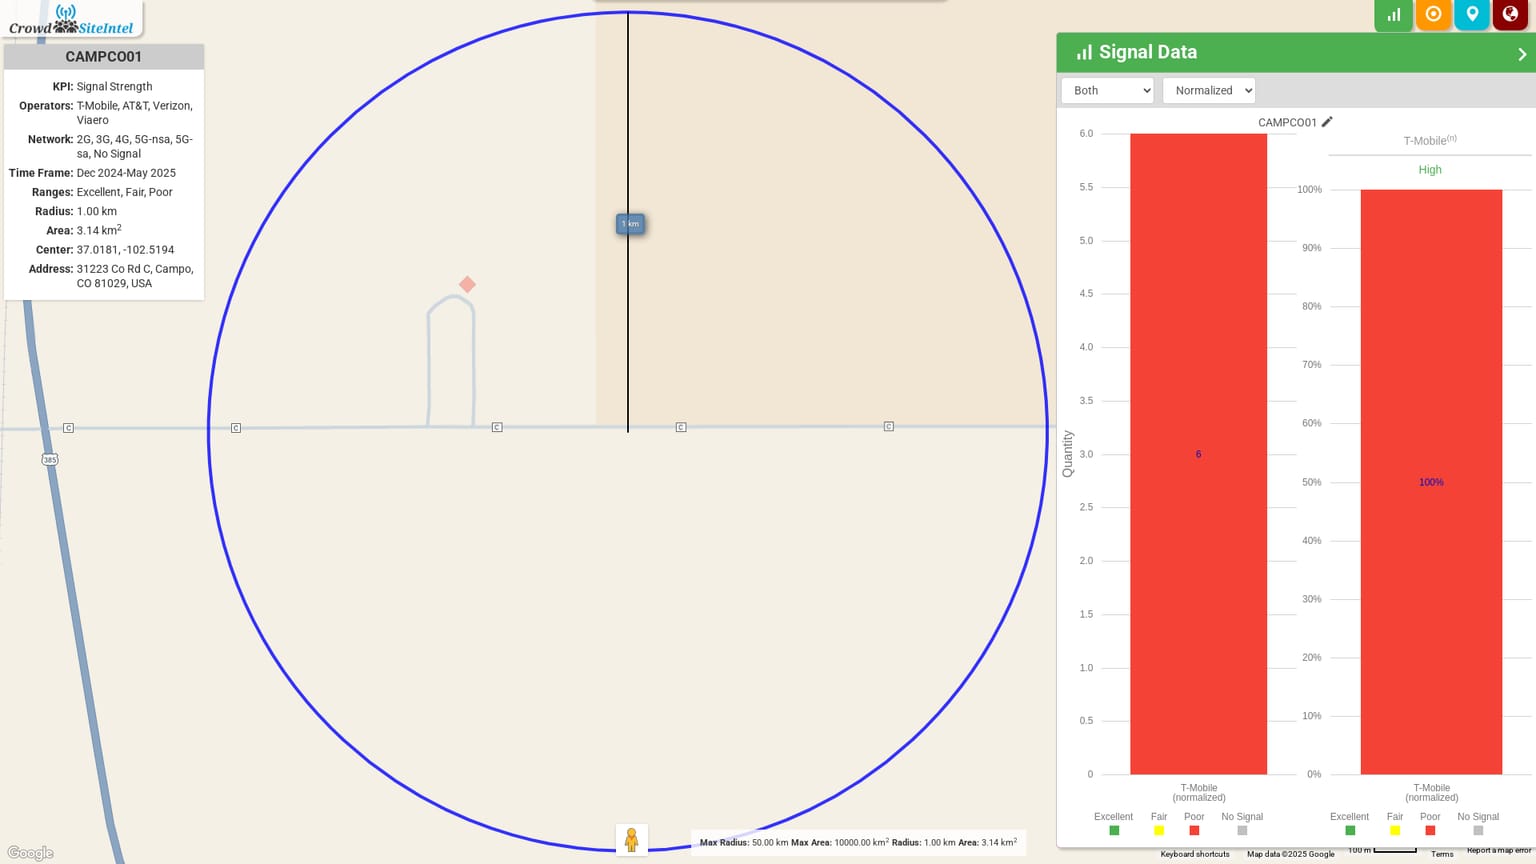 Crowd SiteIntel
CAMPCO01
KPI: Signal Strength
Operators: T-Mobile, AT&T, Verizon,
Viaero
Network: 2G, 3G, 4G, 5G-nsa, 5G-
sa, No Signal
Time Frame: Dec 2024-May 2025
Ranges: Excellent, Fair, Poor
Radius: 1.00 km
Area: 3.14 km²
Center: 37.0181, -102.5194
Address: 31223 Co Rd C, Campo,
CO 81029, USA
1 km
C
C
C
C
C
385
Google
Max Radius: 50.00 km Max Area: 10000.00 km² Radius: 1.00 km Area: 3.14 km²
Signal Data
Both
Normalized
CAMPCO01
6.0
5.5
5.0
4.5
4.0
3.5
3.0
2.5
2.0
1.5
1.0
0.5
0
Quantity
6
T-Mobile
(normalized)
Excellent Fair Poor No Signal
T-Mobile(n)
High
100%
90%
80%
70%
60%
50%
40%
30%
20%
10%
0%
100%
T-Mobile
(normalized)
Excellent Fair Poor No Signal
Keyboard shortcuts Map data ©2025 Google 100 m Terms Report a map error